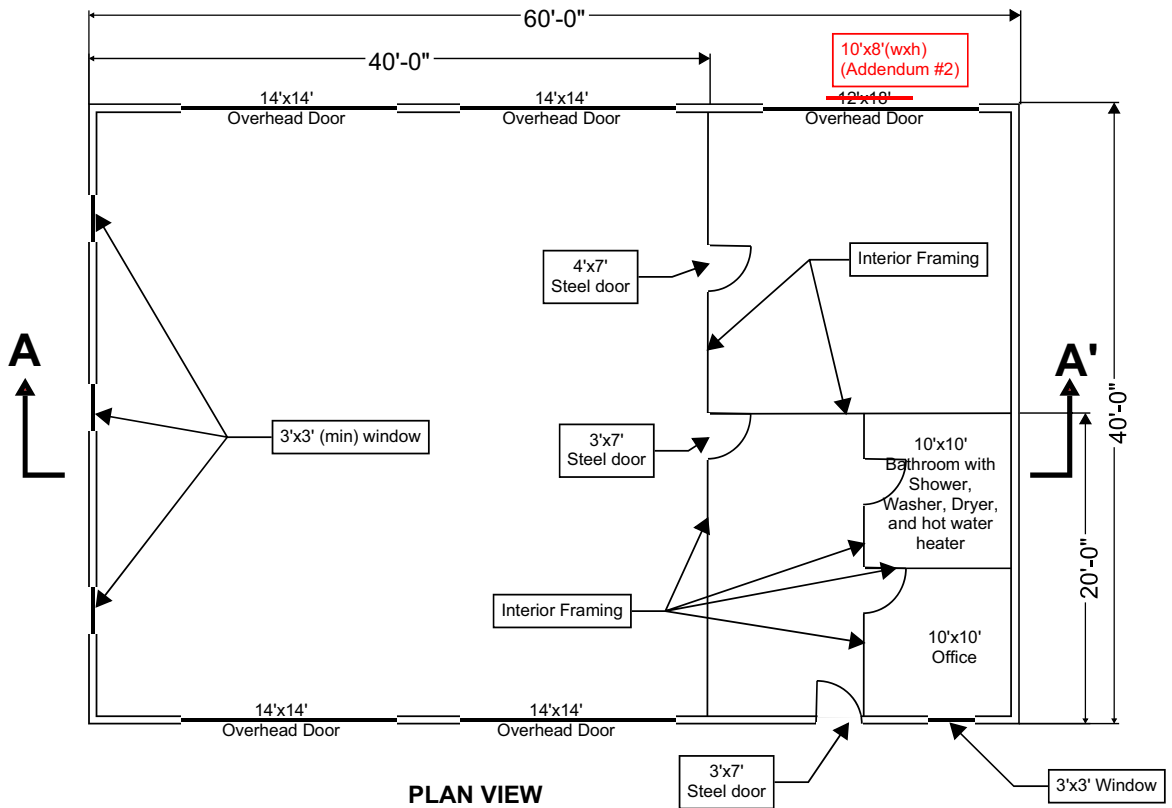 60'-0"
10'x8'(wxh)
(Addendum #2)
40'-0"
14'x14'
Overhead Door
14'x14'
Overhead Door
Overhead Door
4'x7'
Steel door
Interior Framing
A
A'
40'-0"
3'x3' (min) window
3'x7'
Steel door
10'x10'
Bathroom with
Shower,
Washer, Dryer,
and hot water
heater
20'-0"
Interior Framing
10'x10'
Office
14'x14'
Overhead Door
14'x14'
Overhead Door
3'x7'
Steel door
3'x3' Window
PLAN VIEW